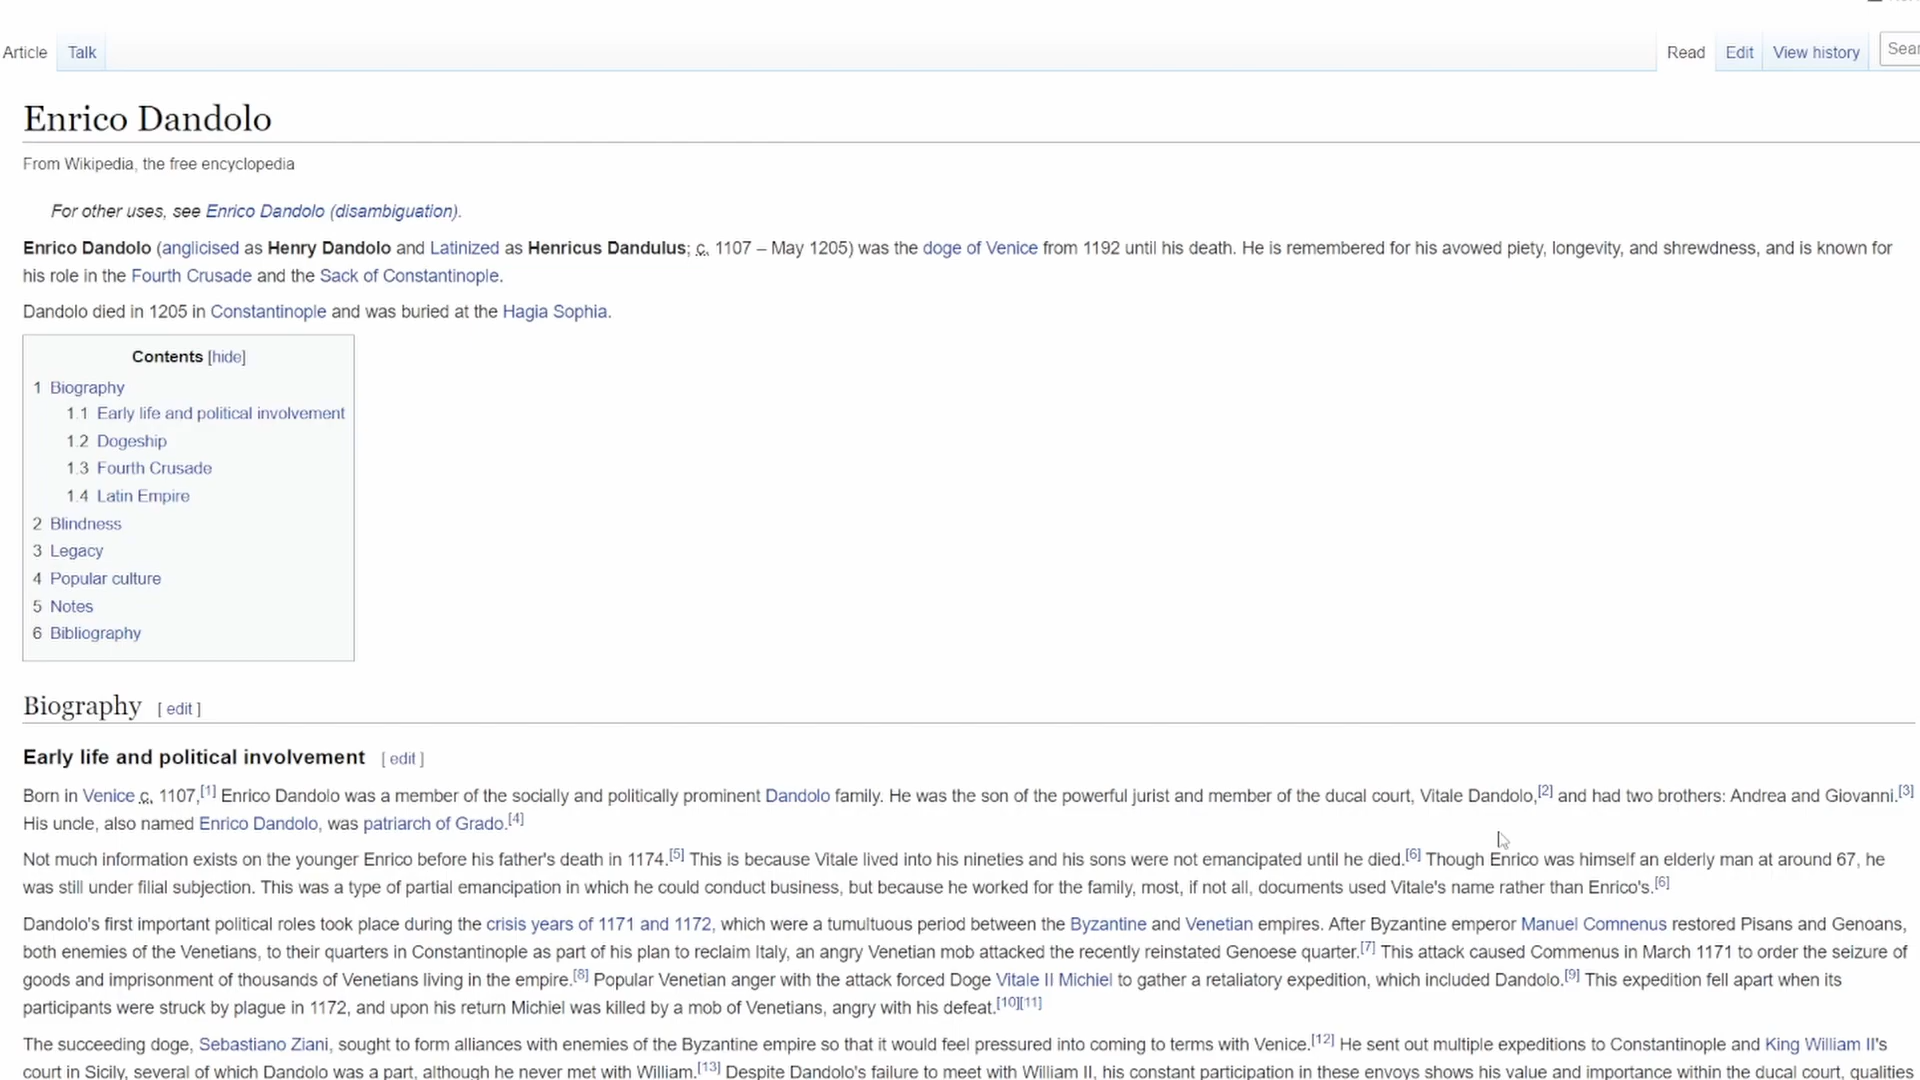 Article Talk Read Edit View history
Enrico Dandolo
From Wikipedia, the free encyclopedia
For other uses, see Enrico Dandolo (disambiguation).
Enrico Dandolo (anglicised as Henry Dandolo and Latinized as Henricus Dandulus; c. 1107 – May 1205) was the doge of Venice from 1192 until his death. He is remembered for his avowed piety, longevity, and shrewdness, and is known for
his role in the Fourth Crusade and the Sack of Constantinople.
Dandolo died in 1205 in Constantinople and was buried at the Hagia Sophia.
Contents [hide]
1 Biography
1.1 Early life and political involvement
1.2 Dogeship
1.3 Fourth Crusade
1.4 Latin Empire
2 Blindness
3 Legacy
4 Popular culture
5 Notes
6 Bibliography
Biography [ edit ]
Early life and political involvement [ edit ]
Born in Venice c. 1107,[1] Enrico Dandolo was a member of the socially and politically prominent Dandolo family. He was the son of the powerful jurist and member of the ducal court, Vitale Dandolo,[2] and had two brothers: Andrea and Giovanni.[3]
His uncle, also named Enrico Dandolo, was patriarch of Grado.[4]
Not much information exists on the younger Enrico before his father's death in 1174.[5] This is because Vitale lived into his nineties and his sons were not emancipated until he died.[6] Though Enrico was himself an elderly man at around 67, he
was still under filial subjection. This was a type of partial emancipation in which he could conduct business, but because he worked for the family, most, if not all, documents used Vitale's name rather than Enrico's.[6]
Dandolo's first important political roles took place during the crisis years of 1171 and 1172, which were a tumultuous period between the Byzantine and Venetian empires. After Byzantine emperor Manuel Comnenus restored Pisans and Genoans,
both enemies of the Venetians, to their quarters in Constantinople as part of his plan to reclaim Italy, an angry Venetian mob attacked the recently reinstated Genoese quarter.[7] This attack caused Commenus in March 1171 to order the seizure of
goods and imprisonment of thousands of Venetians living in the empire.[8] Popular Venetian anger with the attack forced Doge Vitale II Michiel to gather a retaliatory expedition, which included Dandolo.[9] This expedition fell apart when its
participants were struck by plague in 1172, and upon his return Michiel was killed by a mob of Venetians, angry with his defeat.[10][11]
The succeeding doge, Sebastiano Ziani, sought to form alliances with enemies of the Byzantine empire so that it would feel pressured into coming to terms with Venice.[12] He sent out multiple expeditions to Constantinople and King William II's
court in Sicily, several of which Dandolo was a part, although he never met with William.[13] Despite Dandolo's failure to meet with William II, his constant participation in these envoys shows his value and importance within the ducal court, qualities